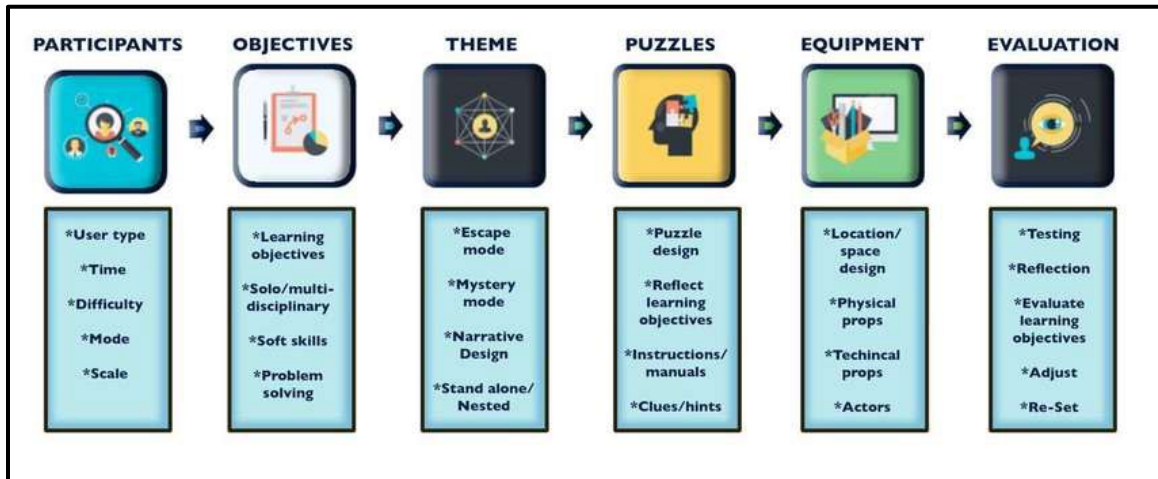 PARTICIPANTS
OBJECTIVES
THEME
PUZZLES
EQUIPMENT
EVALUATION
*User type
*Time
*Difficulty
*Mode
*Scale
*Learning
objectives
*Solo/multi-
disciplinary
*Soft skills
*Problem
solving
*Escape
mode
*Mystery
mode
*Narrative
Design
*Stand alone/
Nested
*Puzzle
design
*Reflect
learning
objectives
*Instructions/
manuals
*Clues/hints
*Location/
space
design
*Physical
props
*Techincal
props
*Actors
*Testing
*Reflection
*Evaluate
learning
objectives
*Adjust
*Re-Set